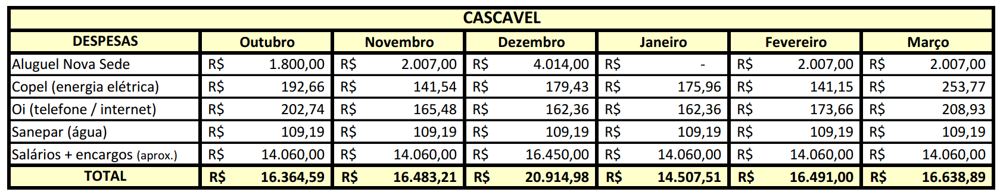 CASCAVEL
DESPESAS Outubro Novembro Dezembro Janeiro Fevereiro Março
Aluguel Nova Sede R$ 1.800,00 R$ 2.007,00 R$ 4.014,00 R$ - R$ 2.007,00 R$ 2.007,00
Copel (energia elétrica) R$ 192,66 R$ 141,54 R$ 179,43 R$ 175,96 R$ 141,15 R$ 253,77
Oi (telefone / internet) R$ 202,74 R$ 165,48 R$ 162,36 R$ 162,36 R$ 173,66 R$ 208,93
Sanepar (água) R$ 109,19 R$ 109,19 R$ 109,19 R$ 109,19 R$ 109,19 R$ 109,19
Salários + encargos (aprox.) R$ 14.060,00 R$ 14.060,00 R$ 16.450,00 R$ 14.060,00 R$ 14.060,00 R$ 14.060,00
TOTAL R$ 16.364,59 R$ 16.483,21 R$ 20.914,98 R$ 14.507,51 R$ 16.491,00 R$ 16.638,89